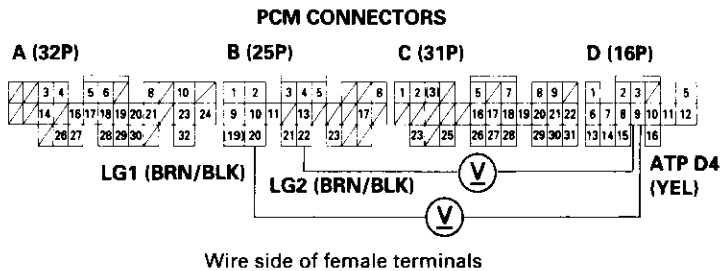 PCM CONNECTORS
A (32P) B (25P) C (31P) D (16P)
3 4 5 6 8 10 1 2 3 4 5 8 1 2 (3) 5 7 8 9 1 2 3 5
14 16 17 18 19 20 21 23 24 9 10 11 13 17 16 17 18 19 20 21 22 6 7 8 9 10 11 12
26 27 28 29 30 32 (19) 20 21 22 23 23 25 26 27 28 29 30 31 13 14 15 16
LG1 (BRN/BLK) LG2 (BRN/BLK) V ATP D4
(YEL)
V
Wire side of female terminals